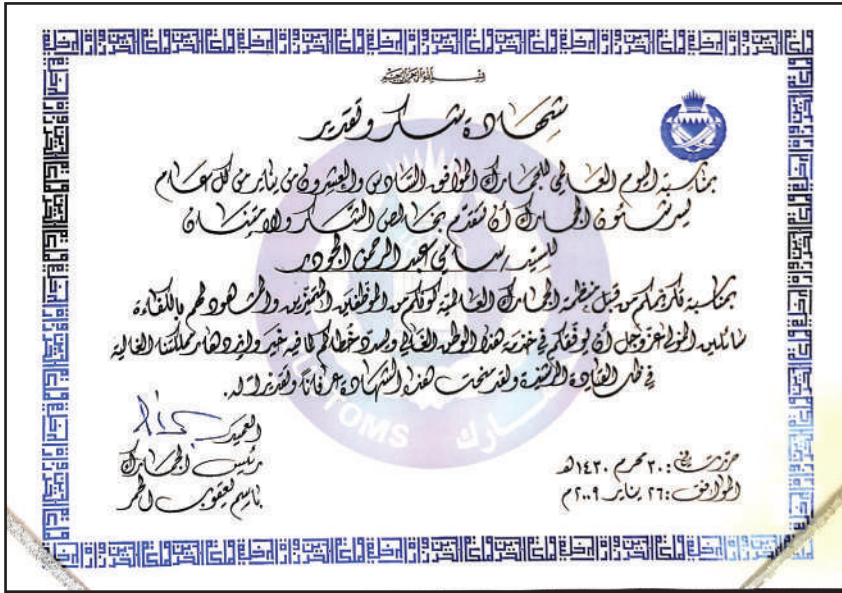 بسم الله الرحمن الرحيم
شهادة شكر وتقدير
بمناسبة اليوم العالمي للجمارك الموافق السادس والعشرون من يناير من كل عام
يسر شئون الجمارك أن تتقدم بخالص الشكر والامتنان
للسيد سامي عبد الرحمن الجودر
بمناسبة تكريمكم من قبل منظمة الجمارك العالمية كونكم من الموظفين المتميزين والمشهود لهم بالكفاءة
سائلين المولى عز وجل أن يوفقكم في خدمة هذا الوطن الغالي ويسدد خطاكم لما فيه خير وازدهار مملكتنا الغالية
في ظل القيادة الرشيدة ولقد منحت هذه الشهادة عرفاناً وتقديراً له.
العميد
رئيس الجمارك
باسم يعقوب الحمر
حررت في: ٣٠ محرم ١٤٣٠هـ
الموافق: ٢٦ يناير ٢٠٠٩م
CUSTOMS